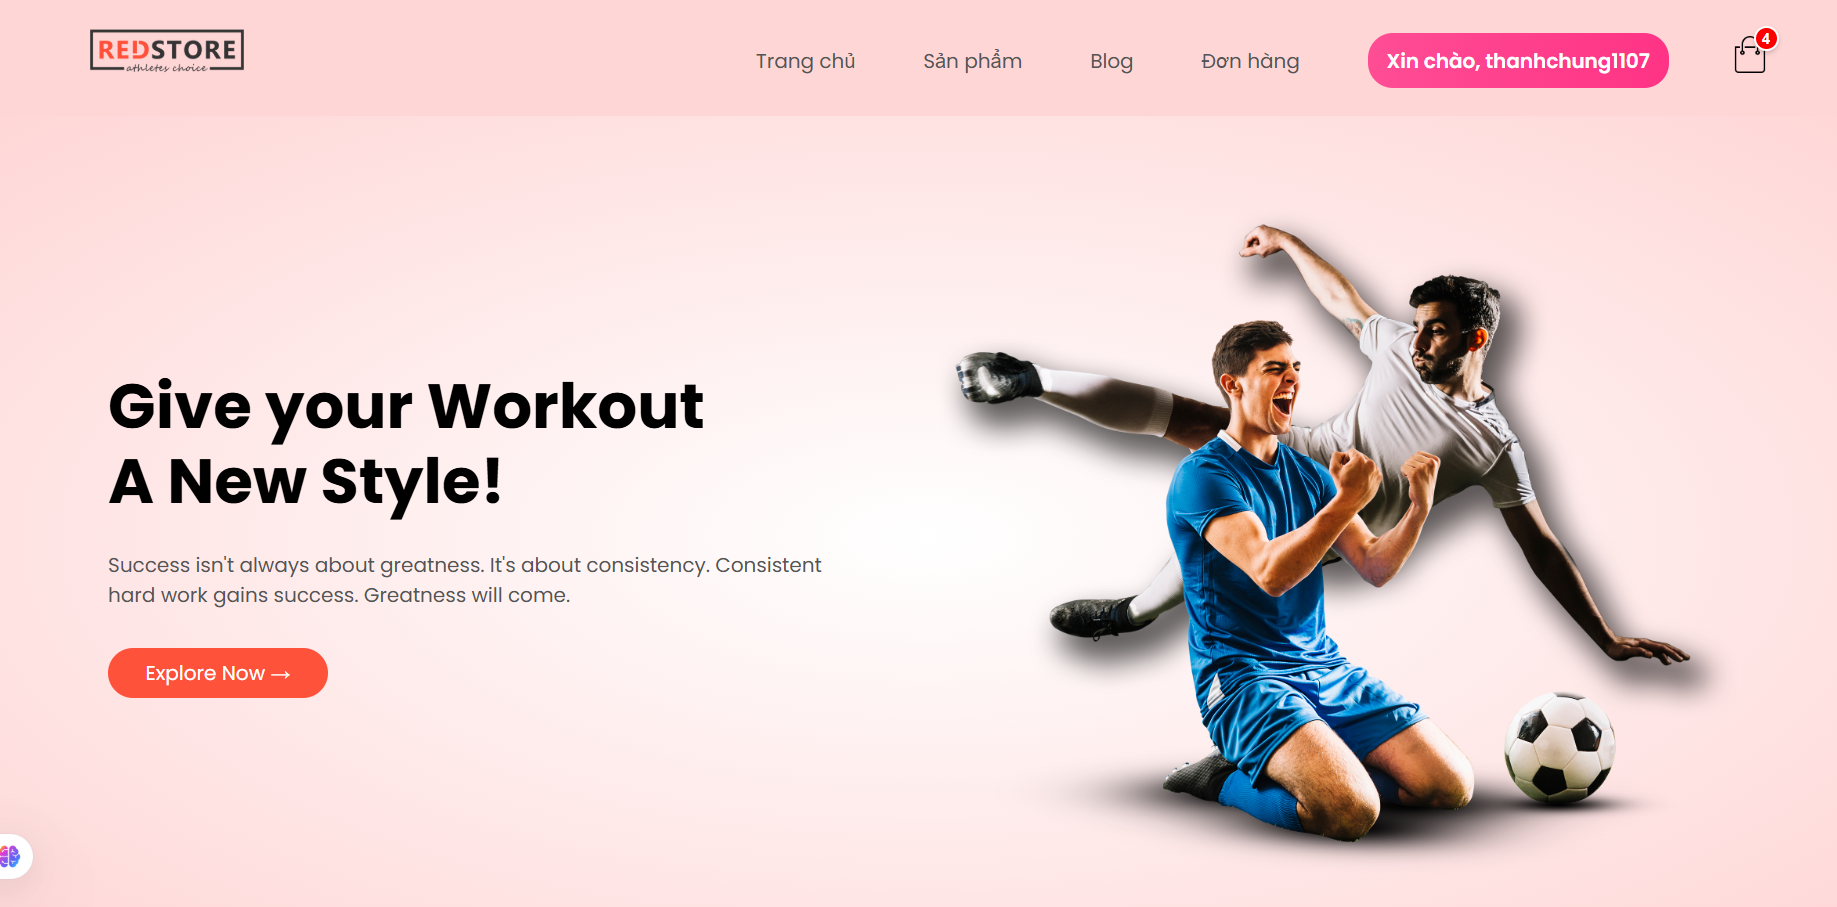 REDSTORE
athletes choice
Trang chủ
Sản phẩm
Blog
Đơn hàng
Xin chào, thanhchung1107
4
Give your Workout
A New Style!
Success isn't always about greatness. It's about consistency. Consistent
hard work gains success. Greatness will come.
Explore Now →